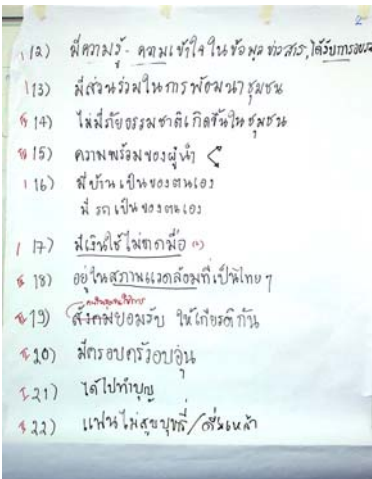 12) มีความรู้ - ความเข้าใจในข้อมูลข่าวสาร, ได้รับการอบรม
13) มีส่วนร่วมในการพัฒนาชุมชน
14) ไม่มีภัยธรรมชาติเกิดขึ้นในชุมชน
15) ความพร้อมของผู้นำ
16) มีบ้านเป็นของตนเอง
มีรถเป็นของตนเอง
17) มีเงินใช้ไม่ขาดมือ
18) อยู่ในสภาพแวดล้อมที่เป็นไทยๆ
19) สังคมยอมรับ ให้เกียรติกัน
20) มีครอบครัวอบอุ่น
21) ได้ไปทำบุญ
22) แฟนไม่สูบบุหรี่/ดื่มเหล้า